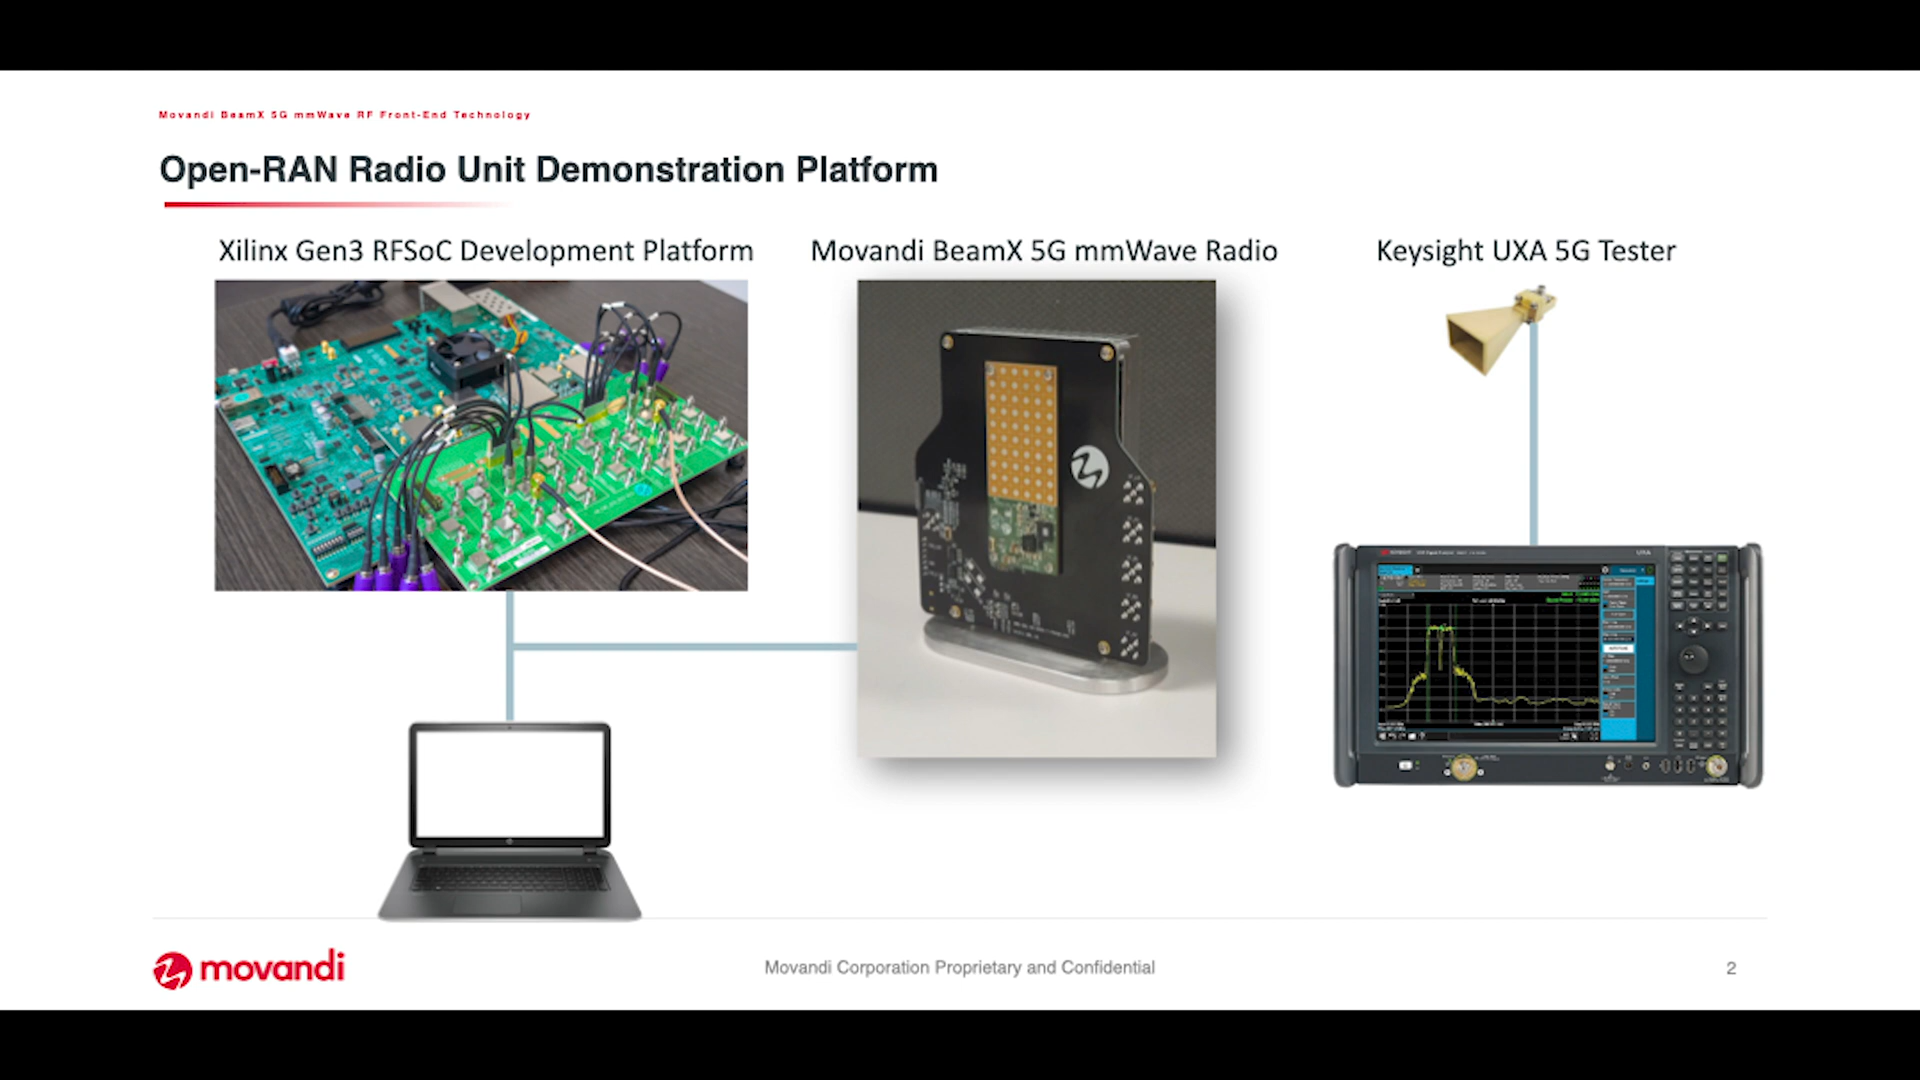 Movandi BeamX 5G mmWave RF Front-End Technology
Open-RAN Radio Unit Demonstration Platform
Xilinx Gen3 RFSoC Development Platform
Movandi BeamX 5G mmWave Radio
Keysight UXA 5G Tester
UXA
movandi
Movandi Corporation Proprietary and Confidential
2